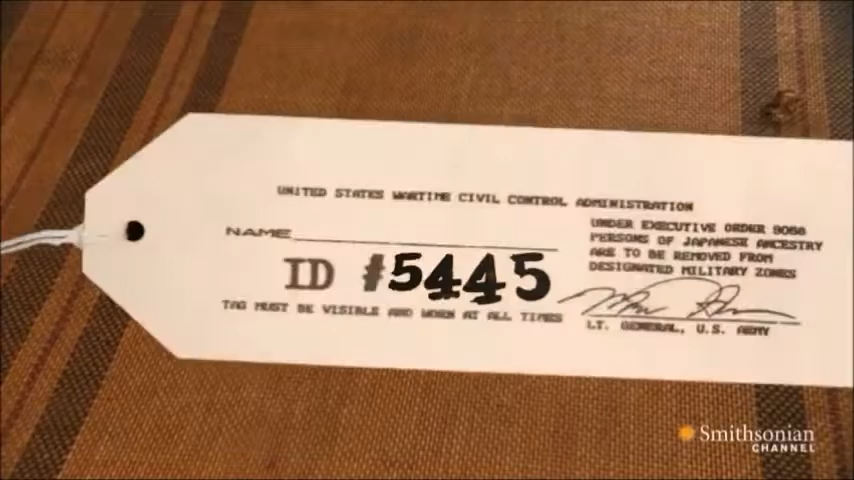 UNITED STATES WARTIME CIVIL CONTROL ADMINISTRATION
NAME
ID #5445
TAG MUST BE VISIBLE AND WORN AT ALL TIMES
UNDER EXECUTIVE ORDER 9066
PERSONS OF JAPANESE ANCESTRY
ARE TO BE REMOVED FROM
DESIGNATED MILITARY ZONES
LT. GENERAL, U.S. ARMY
Smithsonian
CHANNEL